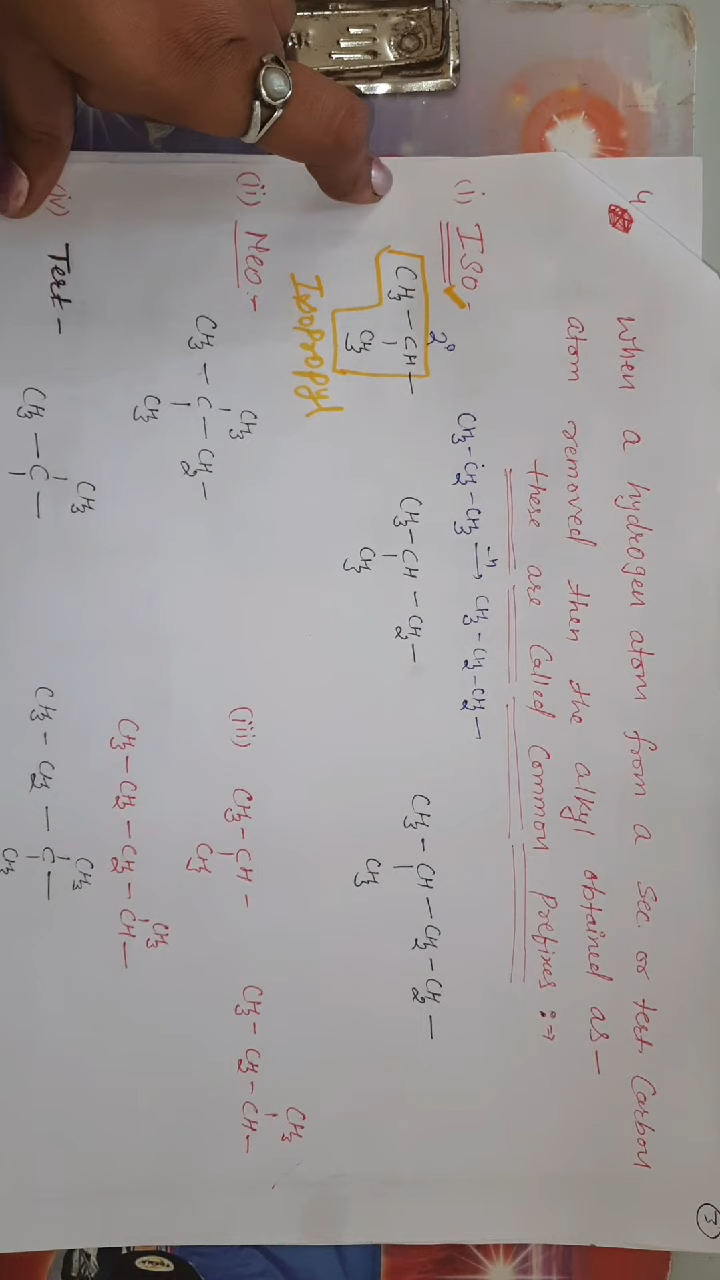 3
4 When a hydrogen atom from a Sec. or tert. Carbon
atom removed then the alkyl obtained as —
these are Called Common Prefixes :→
(i) ISO :-
CH3 - CH2 - CH3 —-H→ CH3 - CH2 - CH2 —
2°
CH3 — CH — CH3 — CH — CH2 — CH3 — CH — CH2 — CH2 —
CH3 CH3 CH3
Isopropyl
(ii) Neo :- (iii) CH3 — CH — CH3 — CH2 — CH —
CH3 CH3
CH3
CH3 — C — CH2 —
CH3
CH3
CH3 — CH2 — CH2 — CH —
CH3
(iv) Tert — CH3 — C —
CH3
CH3 — CH2 — C —
CH3
CH3